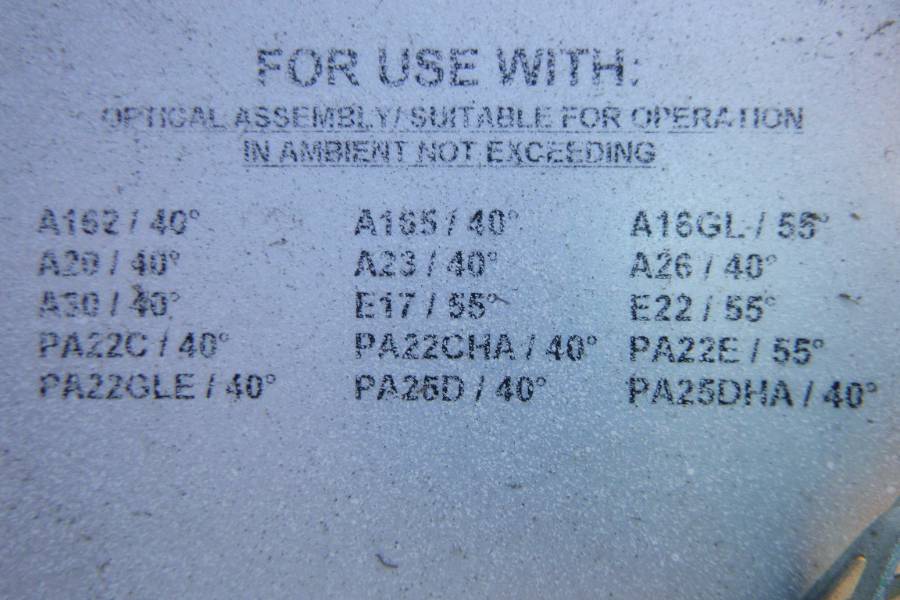 FOR USE WITH:
OPTICAL ASSEMBLY/ SUITABLE FOR OPERATION
IN AMBIENT NOT EXCEEDING
A162 / 40° A165 / 40° A16GL / 55°
A20 / 40° A23 / 40° A26 / 40°
A30 / 40° E17 / 55° E22 / 55°
PA22C / 40° PA22CHA / 40° PA22E / 55°
PA22GLE / 40° PA25D / 40° PA25DHA / 40°